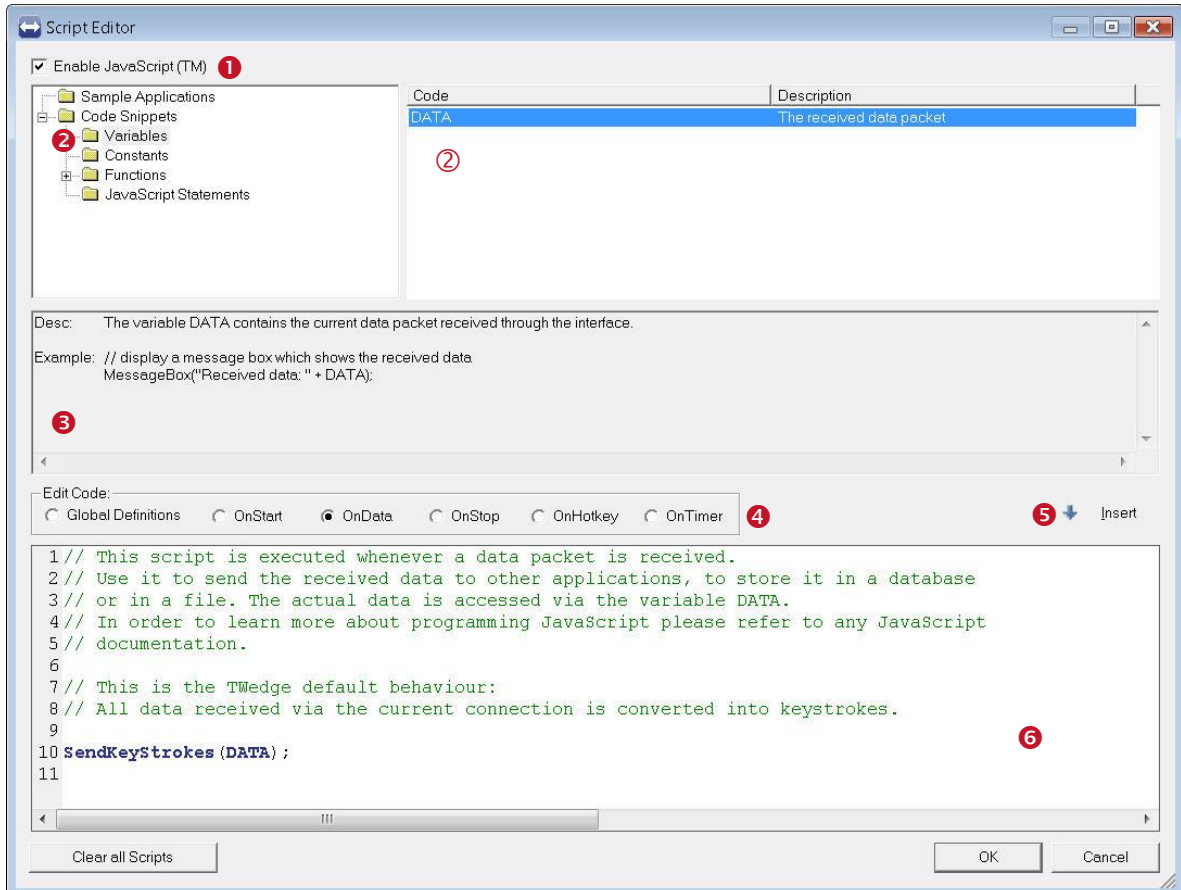 Script Editor
Enable JavaScript (TM) ❶
Sample Applications
Code Snippets
❷ Variables
Constants
Functions
JavaScript Statements
Code Description
DATA The received data packet
②
Desc: The variable DATA contains the current data packet received through the interface.
Example: // display a message box which shows the received data
MessageBox("Received data: " + DATA);
❸
Edit Code:
Global Definitions OnStart OnData OnStop OnHotkey OnTimer ❹ ❺ Insert
1 // This script is executed whenever a data packet is received.
2 // Use it to send the received data to other applications, to store it in a database
3 // or in a file. The actual data is accessed via the variable DATA.
4 // In order to learn more about programming JavaScript please refer to any JavaScript
5 // documentation.
6
7 // This is the TWedge default behaviour:
8 // All data received via the current connection is converted into keystrokes.
9
❻
10 SendKeyStrokes(DATA);
11
Clear all Scripts OK Cancel